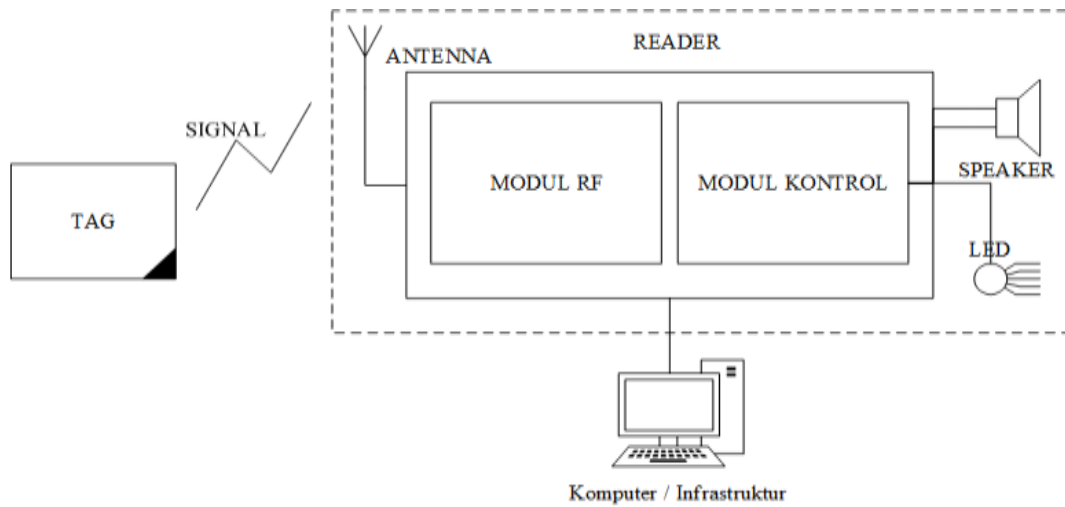 READER
ANTENNA
SIGNAL
TAG
MODUL RF
MODUL KONTROL
SPEAKER
LED
Komputer / Infrastruktur